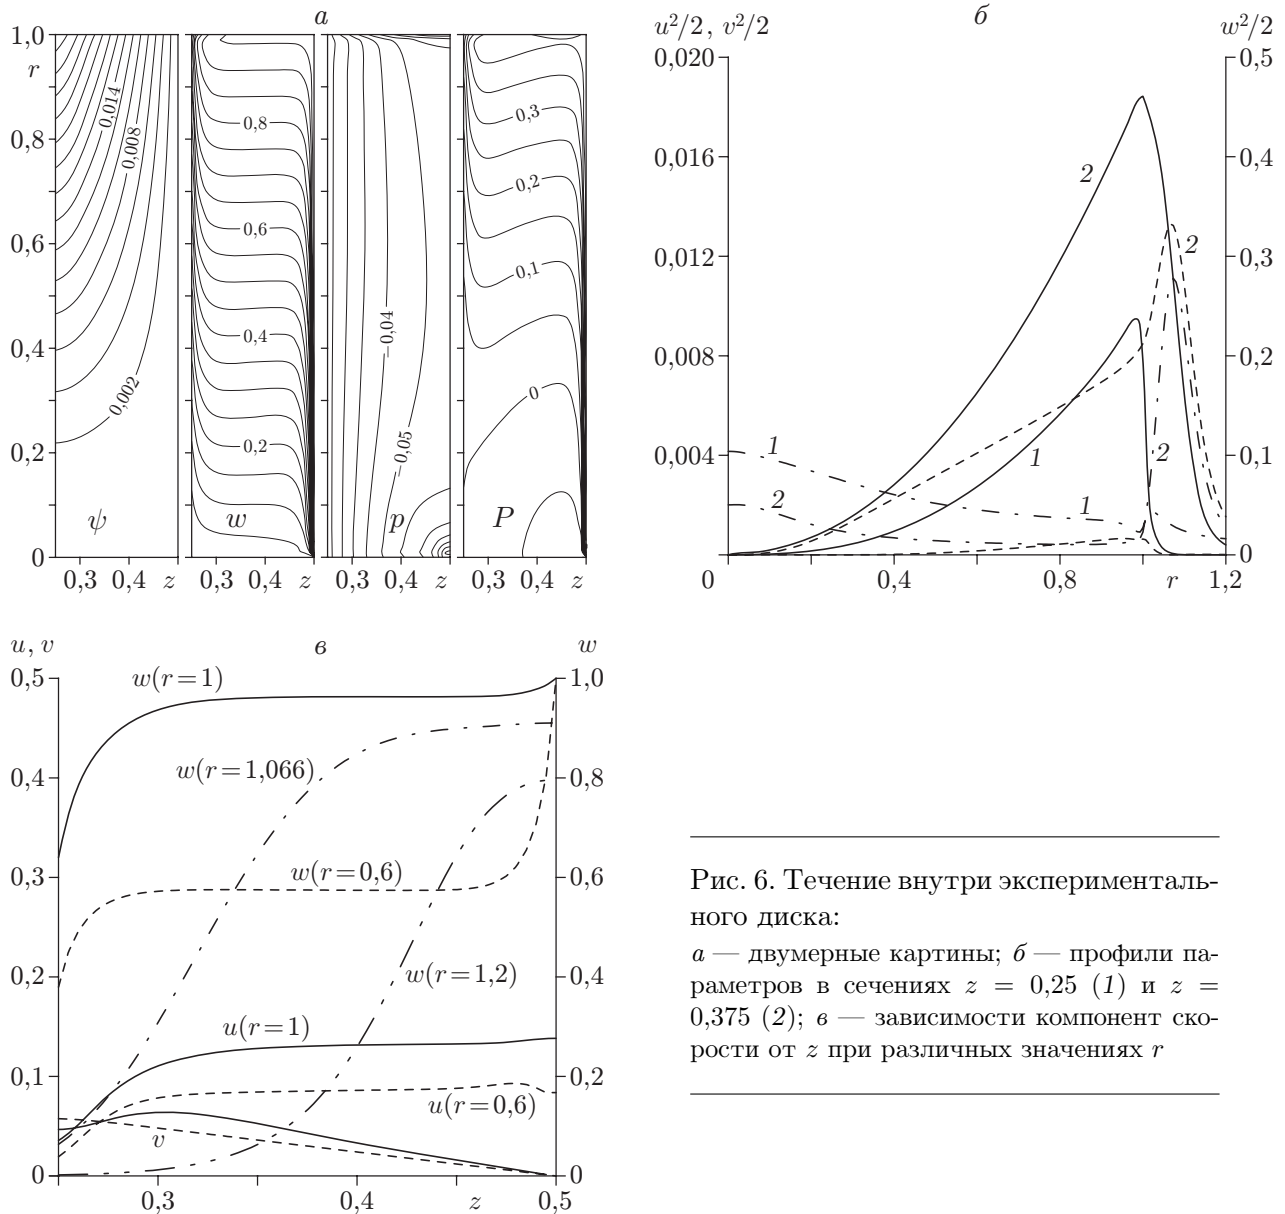 а
1,0
r
0,8
0,6
0,4
0,2
0
0,014
0,008
0,002
ψ
0,3 0,4 z
0,8
0,6
0,4
0,2
w
0,3 0,4 z
−0,04
−0,05
p
0,3 0,4 z
0,3
0,2
0,1
0
P
0,3 0,4 z
u²/2, v²/2 б w²/2
0,020
0,016
0,012
0,008
0,004
0,5
0,4
0,3
0,2
0,1
0
2
2
1
1
2
2
1
0 0,4 0,8 r 1,2
u, v в w
0,5
0,4
0,3
0,2
0,1
0
1,0
0,8
0,6
0,4
0,2
0
w(r=1)
w(r=1,066)
w(r=0,6)
w(r=1,2)
u(r=1)
u(r=0,6)
v
0,3 0,4 z 0,5
Рис. 6. Течение внутри эксперименталь-
ного диска:
а — двумерные картины; б — профили па-
раметров в сечениях z = 0,25 (1) и z =
0,375 (2); в — зависимости компонент ско-
рости от z при различных значениях r